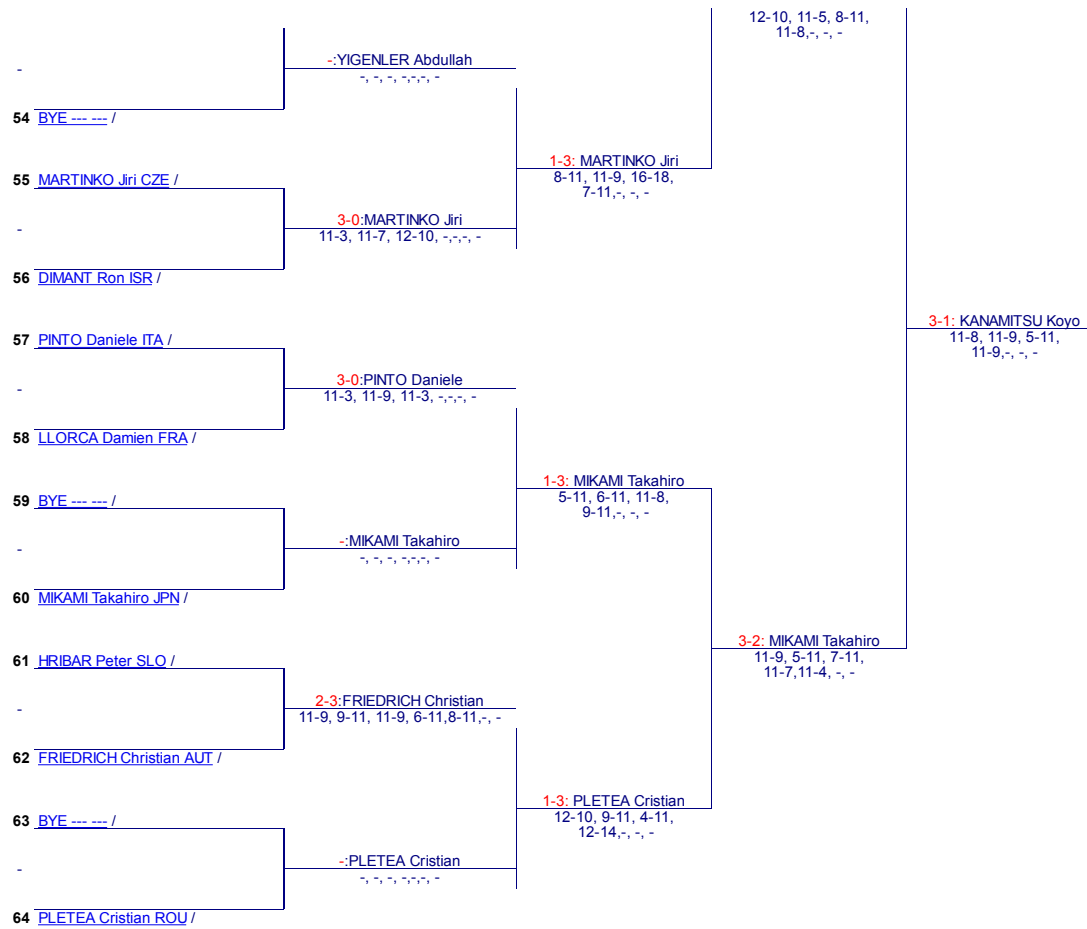 12-10, 11-5, 8-11,
11-8,-, -, -
-:YIGENLER Abdullah
-, -, -, -,-,-, -
-
54 BYE --- --- /
1-3: MARTINKO Jiri
8-11, 11-9, 16-18,
7-11,-, -, -
55 MARTINKO Jiri CZE /
3-0:MARTINKO Jiri
11-3, 11-7, 12-10, -,-,-, -
-
56 DIMANT Ron ISR /
3-1: KANAMITSU Koyo
11-8, 11-9, 5-11,
11-9,-, -, -
57 PINTO Daniele ITA /
3-0:PINTO Daniele
11-3, 11-9, 11-3, -,-,-, -
-
58 LLORCA Damien FRA /
1-3: MIKAMI Takahiro
5-11, 6-11, 11-8,
9-11,-, -, -
59 BYE --- --- /
-:MIKAMI Takahiro
-, -, -, -,-,-, -
-
60 MIKAMI Takahiro JPN /
3-2: MIKAMI Takahiro
11-9, 5-11, 7-11,
11-7,11-4, -, -
61 HRIBAR Peter SLO /
2-3:FRIEDRICH Christian
11-9, 9-11, 11-9, 6-11,8-11,-, -
-
62 FRIEDRICH Christian AUT /
1-3: PLETEA Cristian
12-10, 9-11, 4-11,
12-14,-, -, -
63 BYE --- --- /
-:PLETEA Cristian
-, -, -, -,-,-, -
-
64 PLETEA Cristian ROU /